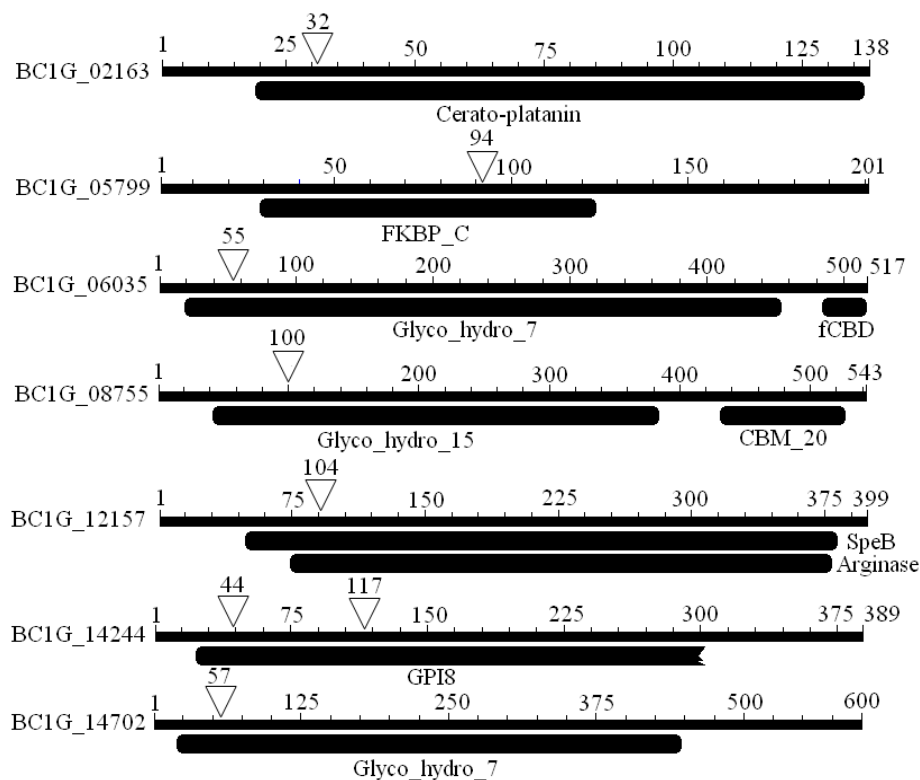 32
1 25 50 75 100 125 138
BC1G_02163
Cerato-platanin
94
1 50 100 150 201
BC1G_05799
FKBP_C
55
1 100 200 300 400 500 517
BC1G_06035
Glyco_hydro_7 fCBD
100
1 200 300 400 500 543
BC1G_08755
Glyco_hydro_15 CBM_20
104
1 75 150 225 300 375 399
BC1G_12157
SpeB
Arginase
44 117
1 75 150 225 300 375 389
BC1G_14244
GPI8
57
1 125 250 375 500 600
BC1G_14702
Glyco_hydro_7